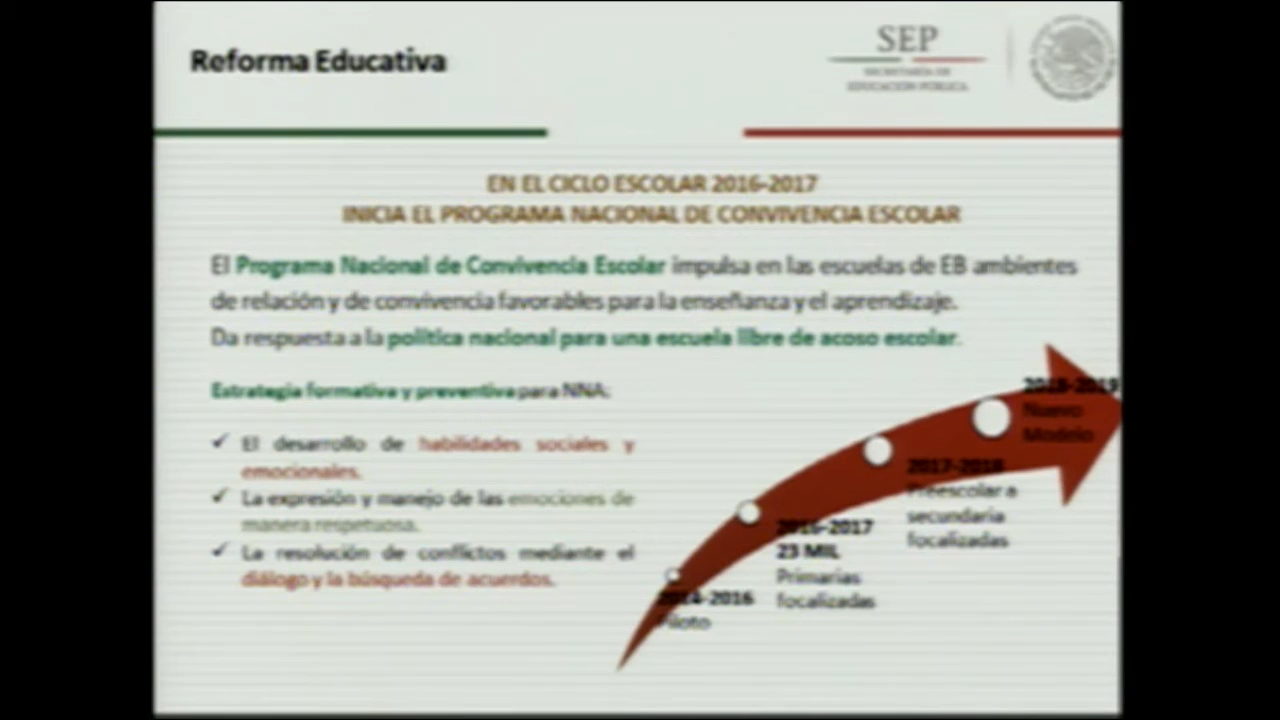 Reforma Educativa
SEP
SECRETARÍA DE
EDUCACIÓN PÚBLICA
EN EL CICLO ESCOLAR 2016-2017
INICIA EL PROGRAMA NACIONAL DE CONVIVENCIA ESCOLAR
El Programa Nacional de Convivencia Escolar impulsa en las escuelas de EB ambientes
de relación y de convivencia favorables para la enseñanza y el aprendizaje.
Da respuesta a la política nacional para una escuela libre de acoso escolar.
Estrategia formativa y preventiva para NNA:
✓ El desarrollo de habilidades sociales y
emocionales.
✓ La expresión y manejo de las emociones de
manera respetuosa.
✓ La resolución de conflictos mediante el
diálogo y la búsqueda de acuerdos.
2014-2016
Piloto
2016-2017
23 MIL
Primarias
focalizadas
2017-2018
Preescolar a
secundaria
focalizadas
2018-2019
Nuevo
Modelo